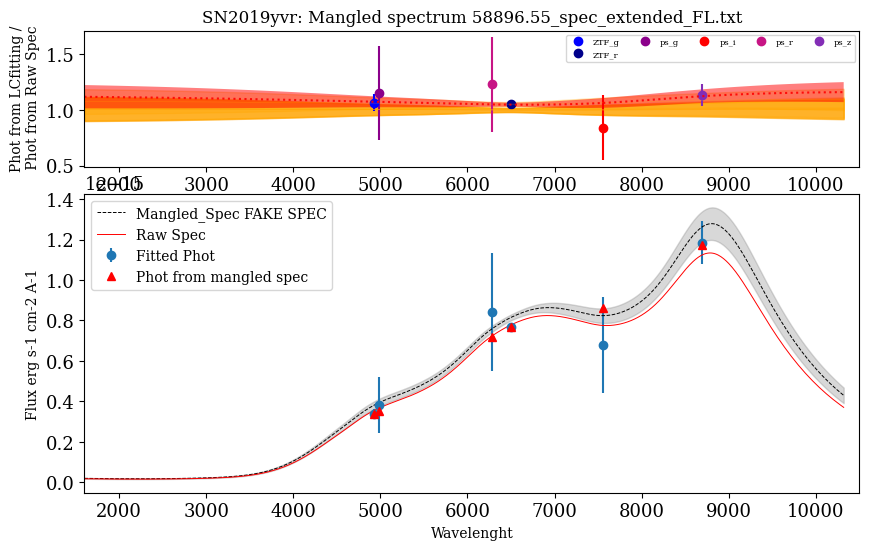 SN2019yvr: Mangled spectrum 58896.55_spec_extended_FL.txt
Phot from LCfitting /
Phot from Raw Spec
1.5
1.0
0.5
ZTF_g
ps_g
ps_i
ps_r
ps_z
ZTF_r
2000 3000 4000 5000 6000 7000 8000 9000 10000
1e−15
Flux erg s-1 cm-2 A-1
1.4
1.2
1.0
0.8
0.6
0.4
0.2
0.0
Mangled_Spec FAKE SPEC
Raw Spec
Fitted Phot
Phot from mangled spec
2000 3000 4000 5000 6000 7000 8000 9000 10000
Wavelenght